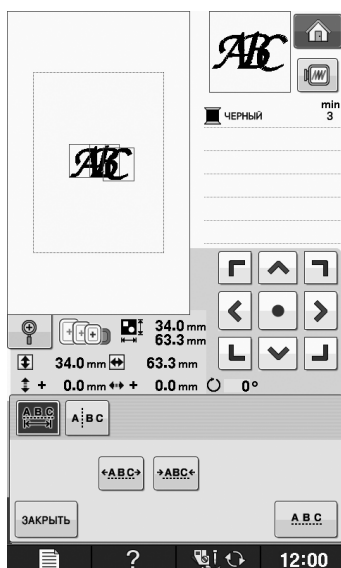 ABC
min
ЧЕРНЫЙ 3
ABC
34.0 mm
63.3 mm
34.0 mm 63.3 mm
+ 0.0 mm + 0.0 mm 0°
ABC A BC
ABC ABC
ЗАКРЫТЬ ABC
? 12:00